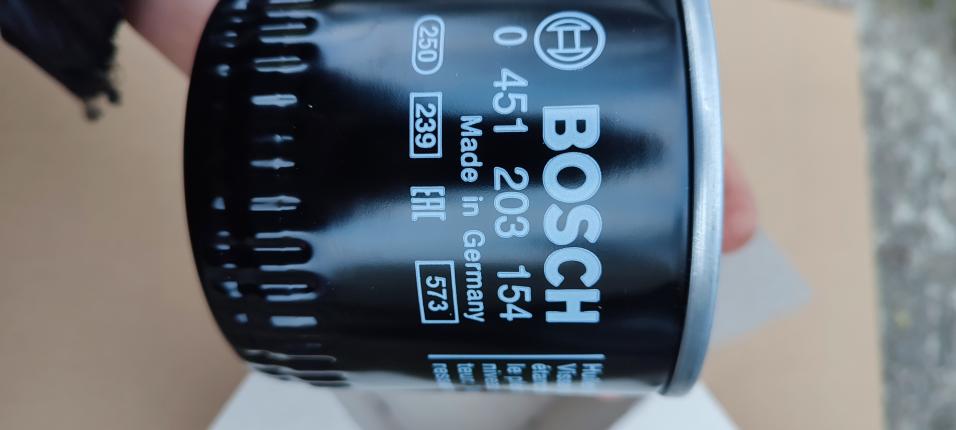 BOSCH
0 451 203 154
Made in Germany
250 239 EAC 573